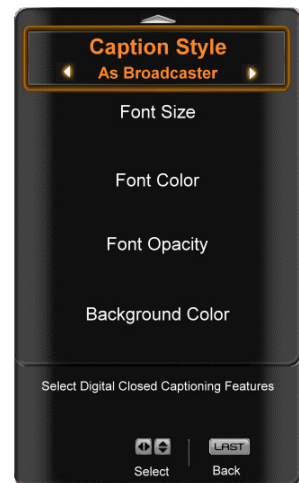 Caption Style
As Broadcaster
Font Size
Font Color
Font Opacity
Background Color
Select Digital Closed Captioning Features
LAST
Select Back